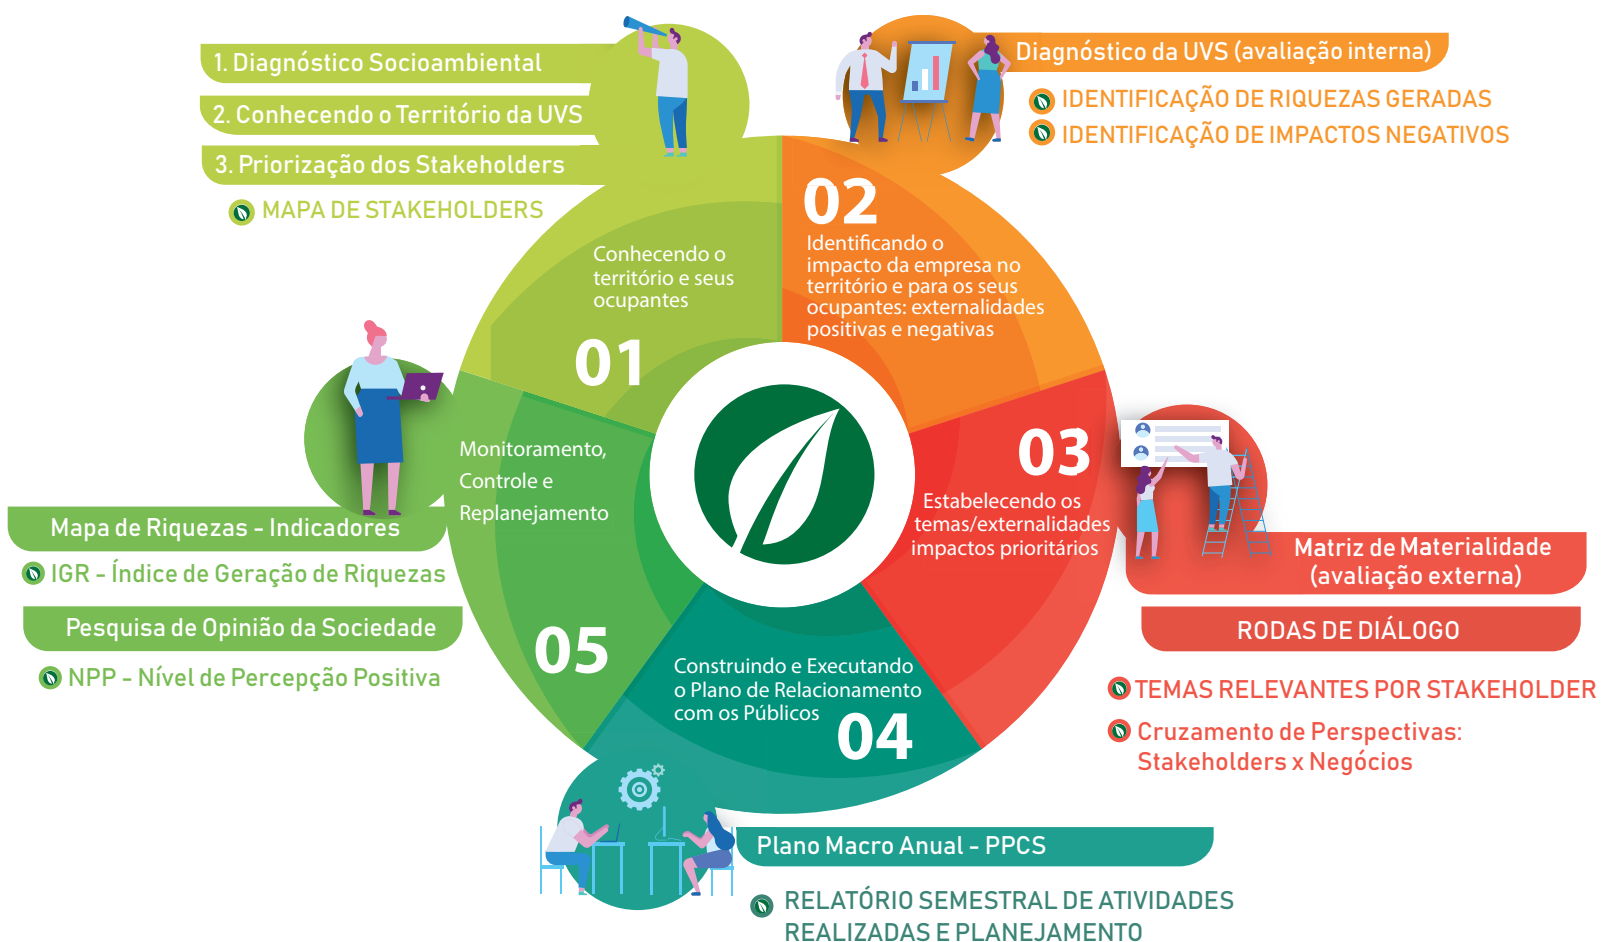 1. Diagnóstico Socioambiental
2. Conhecendo o Território da UVS
3. Priorização dos Stakeholders
MAPA DE STAKEHOLDERS
Conhecendo o
território e seus
ocupantes
01
Diagnóstico da UVS (avaliação interna)
IDENTIFICAÇÃO DE RIQUEZAS GERADAS
IDENTIFICAÇÃO DE IMPACTOS NEGATIVOS
02
Identificando o
impacto da empresa no
território e para os seus
ocupantes: externalidades
positivas e negativas
03
Estabelecendo os
temas/externalidades
impactos prioritários
Matriz de Materialidade
(avaliação externa)
RODAS DE DIÁLOGO
TEMAS RELEVANTES POR STAKEHOLDER
Cruzamento de Perspectivas:
Stakeholders x Negócios
Construindo e Executando
o Plano de Relacionamento
com os Públicos
04
Plano Macro Anual - PPCS
RELATÓRIO SEMESTRAL DE ATIVIDADES
REALIZADAS E PLANEJAMENTO
Monitoramento,
Controle e
Replanejamento
05
Mapa de Riquezas - Indicadores
IGR - Índice de Geração de Riquezas
Pesquisa de Opinião da Sociedade
NPP - Nível de Percepção Positiva